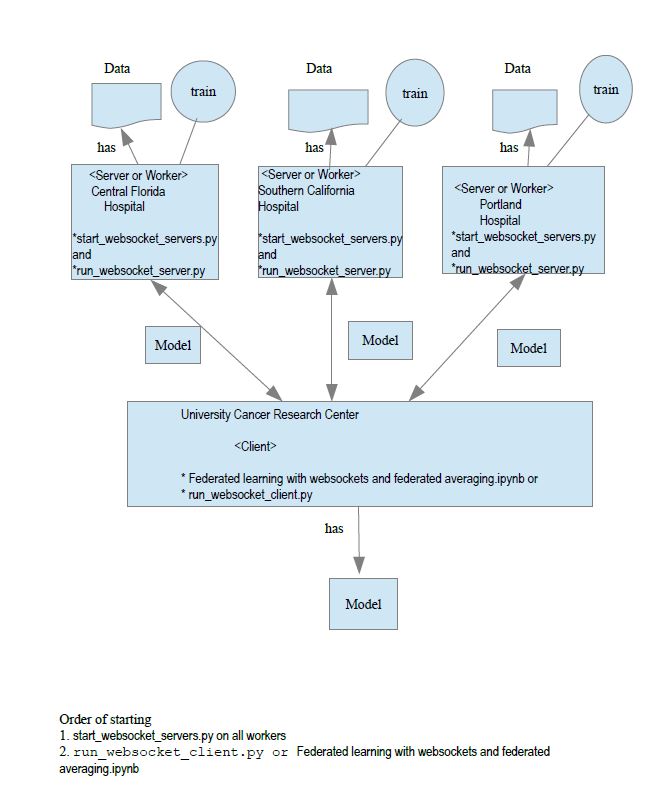 Data
Data
Data
train
train
train
has
has
has
<Server or Worker>
Central Florida
Hospital
*start_websocket_servers.py
and
*run_websocket_server.py
<Server or Worker>
Southern California
Hospital
*start_websocket_servers.py
and
*run_websocket_server.py
<Server or Worker>
Portland
Hospital
*start_websocket_servers.py
and
*run_websocket_server.py
Model
Model
Model
University Cancer Research Center
<Client>
* Federated learning with websockets and federated averaging.ipynb or
* run_websocket_client.py
has
Model
Order of starting
1. start_websocket_servers.py on all workers
2. run_websocket_client.py or Federated learning with websockets and federated
averaging.ipynb